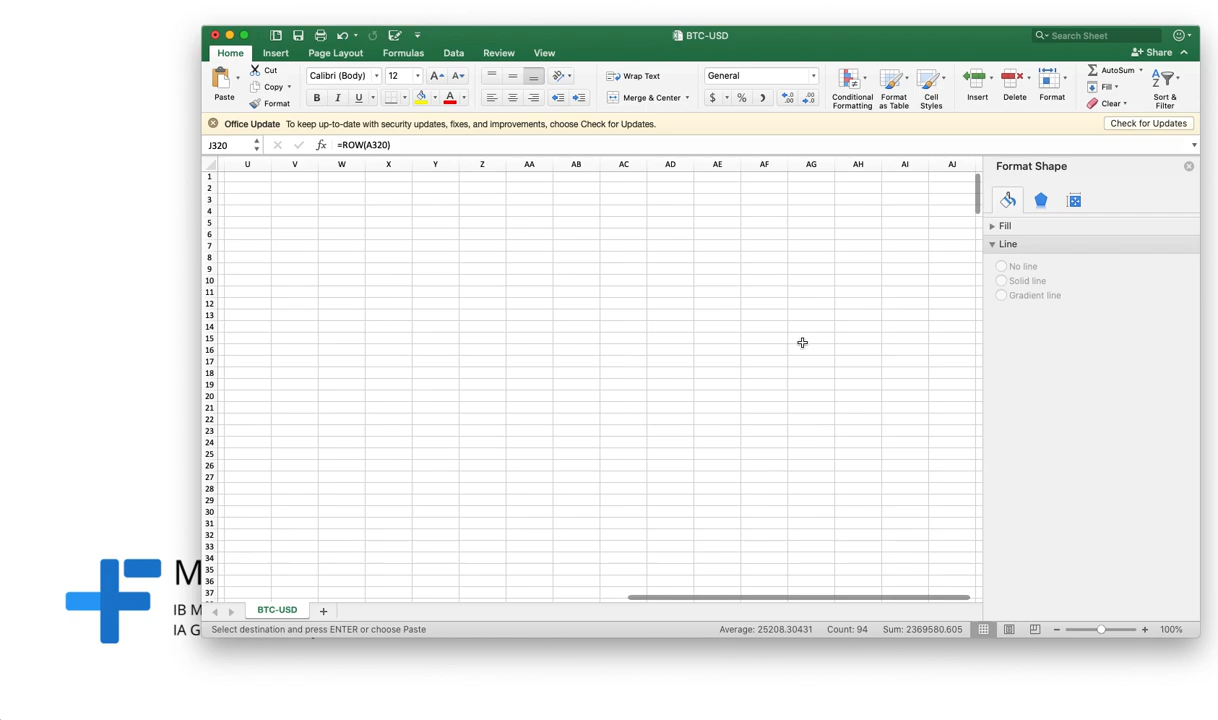 BTC-USD
Search Sheet
Home Insert Page Layout Formulas Data Review View
Share
Paste
Cut
Copy
Format
Calibri (Body) 12
A A
B I U
A
Wrap Text
Merge & Center
General
$ % )
Conditional Formatting
Format as Table
Cell Styles
Insert
Delete
Format
AutoSum
Fill
Clear
Sort & Filter
Office Update To keep up-to-date with security updates, fixes, and improvements, choose Check for Updates.
Check for Updates
J320 fx =ROW(A320)
U V W X Y Z AA AB AC AD AE AF AG AH AI AJ
1
2
3
4
5
6
7
8
9
10
11
12
13
14
15
16
17
18
19
20
21
22
23
24
25
26
27
28
29
30
31
32
33
34
35
36
37
Format Shape
Fill
Line
No line
Solid line
Gradient line
M
IB M
IA G
BTC-USD +
Select destination and press ENTER or choose Paste
Average: 25208.30431 Count: 94 Sum: 2369580.605
100%